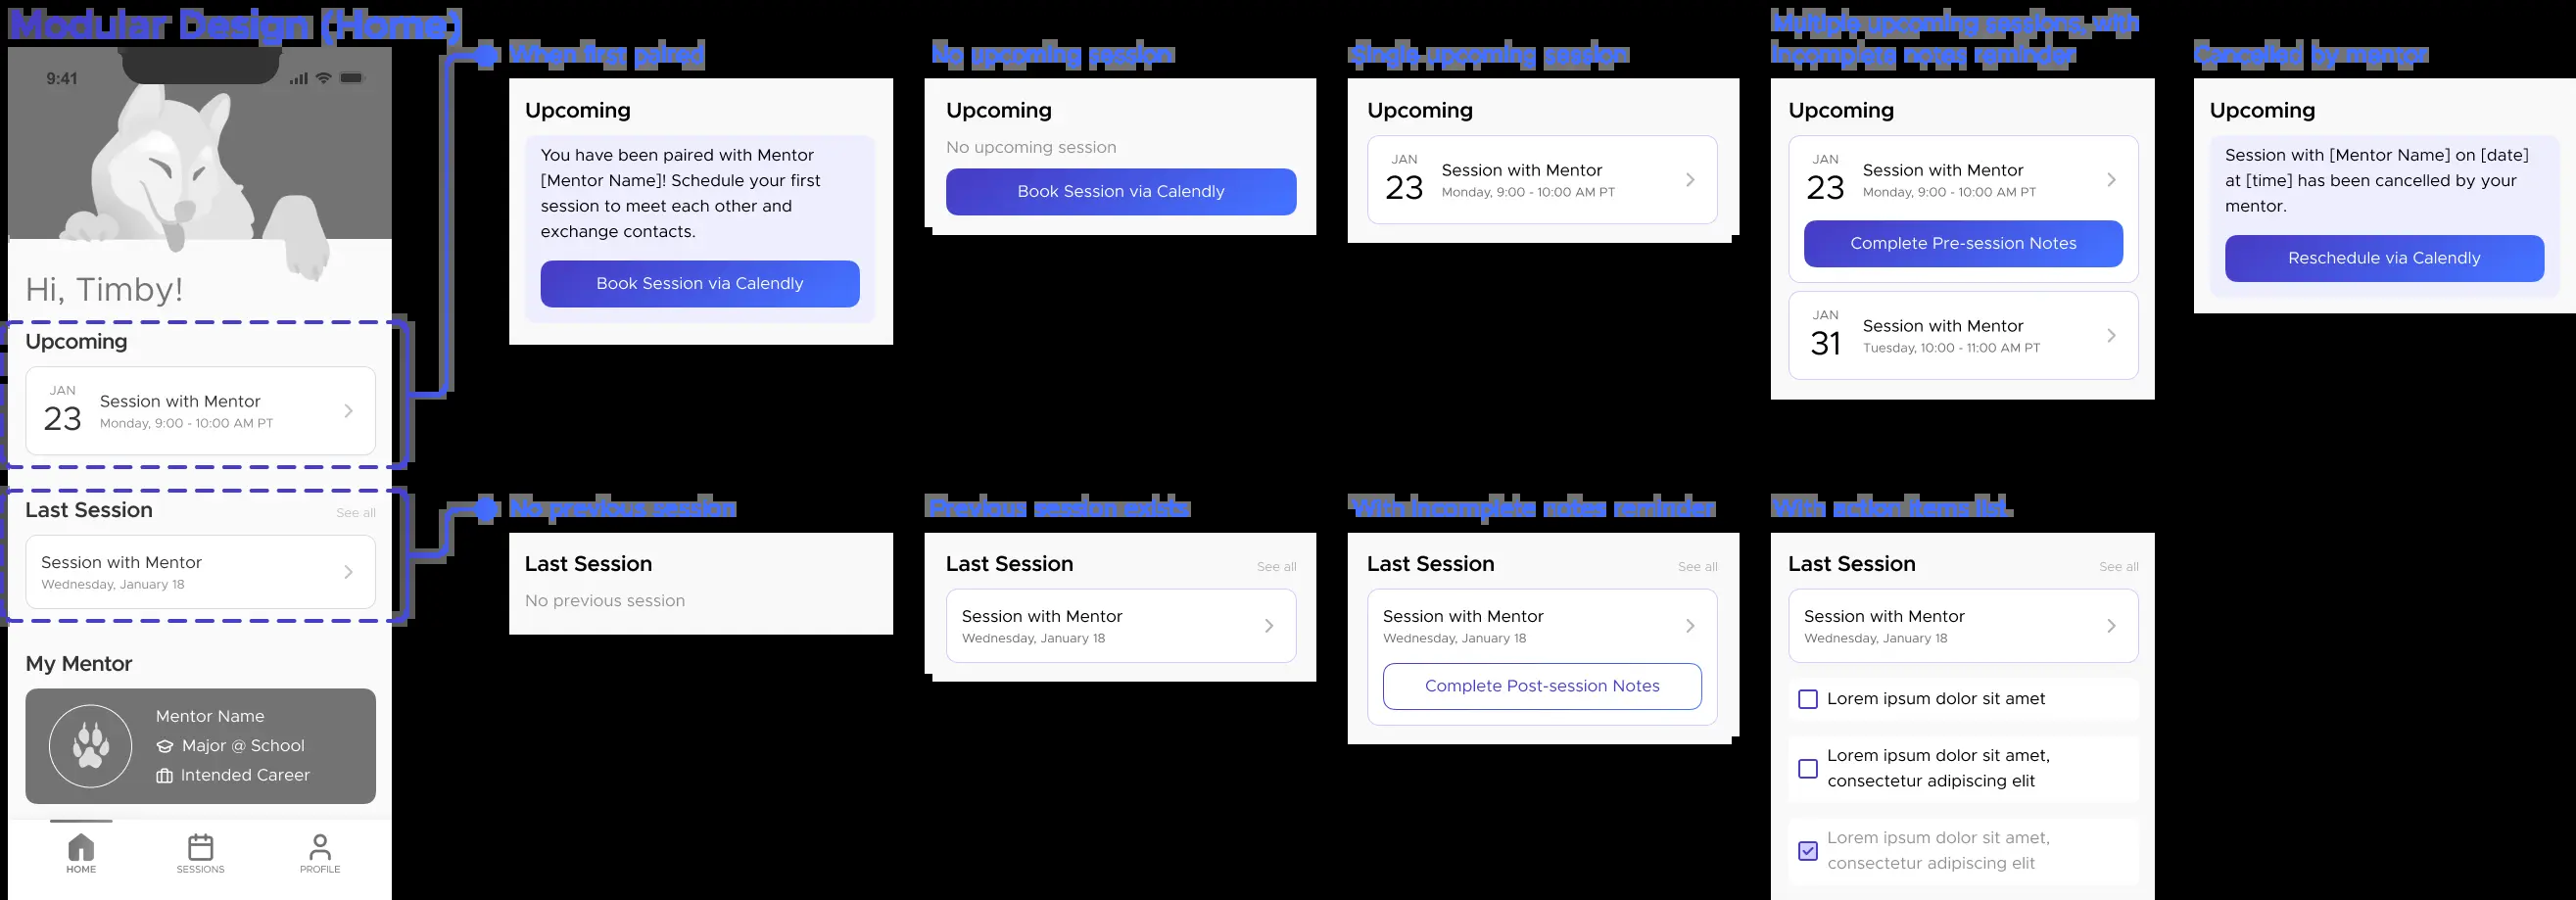 Modular Design (Home)
9:41
Hi, Timby!
Upcoming
JAN
23
Session with Mentor
Monday, 9:00 - 10:00 AM PT
Last Session
See all
Session with Mentor
Wednesday, January 18
My Mentor
Mentor Name
Major @ School
Intended Career
HOME
SESSIONS
PROFILE
When first paired
Upcoming
You have been paired with Mentor
[Mentor Name]! Schedule your first
session to meet each other and
exchange contacts.
Book Session via Calendly
No upcoming session
Upcoming
No upcoming session
Book Session via Calendly
Single upcoming session
Upcoming
JAN
23
Session with Mentor
Monday, 9:00 - 10:00 AM PT
Multiple upcoming sessions, with
incomplete notes reminder
Upcoming
JAN
23
Session with Mentor
Monday, 9:00 - 10:00 AM PT
Complete Pre-session Notes
JAN
31
Session with Mentor
Tuesday, 10:00 - 11:00 AM PT
Cancelled by mentor
Upcoming
Session with [Mentor Name] on [date]
at [time] has been cancelled by your
mentor.
Reschedule via Calendly
No previous session
Last Session
No previous session
Previous session exists
Last Session
See all
Session with Mentor
Wednesday, January 18
With incomplete notes reminder
Last Session
See all
Session with Mentor
Wednesday, January 18
Complete Post-session Notes
With action items list
Last Session
See all
Session with Mentor
Wednesday, January 18
Lorem ipsum dolor sit amet
Lorem ipsum dolor sit amet,
consectetur adipiscing elit
Lorem ipsum dolor sit amet,
consectetur adipiscing elit